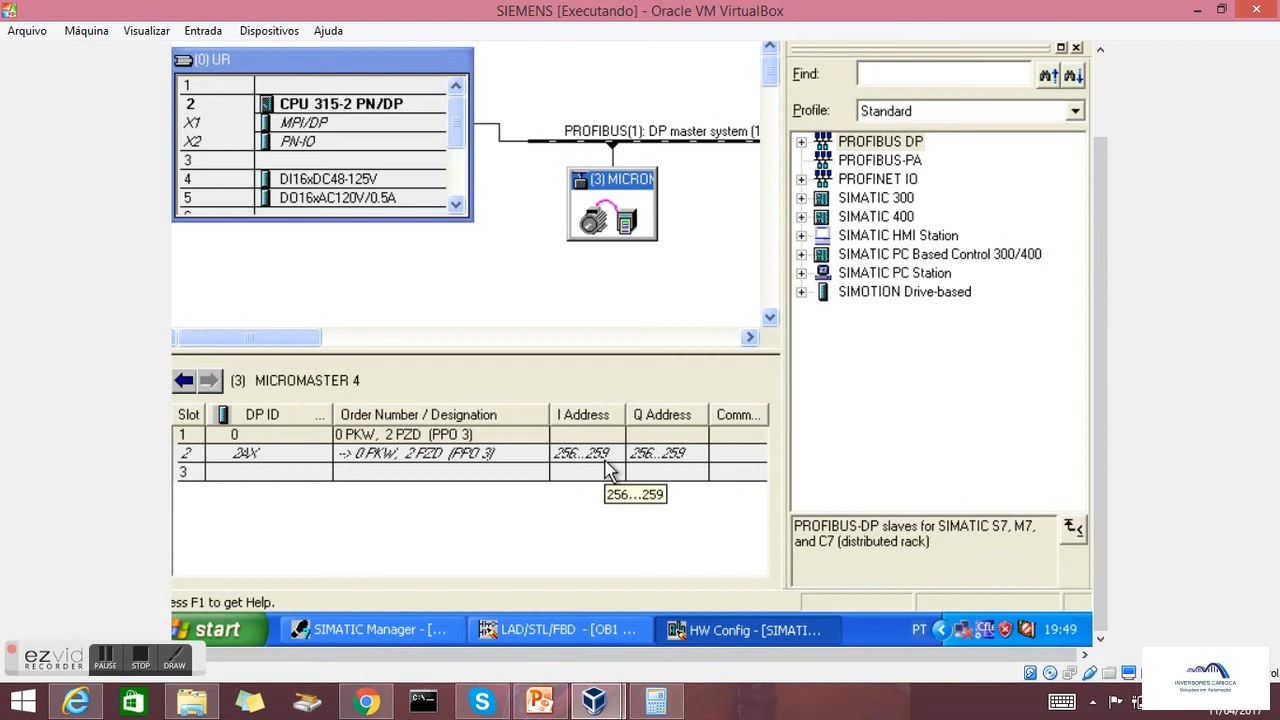 SIEMENS [Executando] - Oracle VM VirtualBox
Arquivo Máquina Visualizar Entrada Dispositivos Ajuda
(0) UR
1
2 CPU 315-2 PN/DP
X1 MPI/DP
X2 PN-IO
3
4 DI16xDC48-125V
5 DO16xAC120V/0.5A
PROFIBUS(1): DP master system (1
(3) MICROM
Find:
Profile: Standard
PROFIBUS DP
PROFIBUS-PA
PROFINET IO
SIMATIC 300
SIMATIC 400
SIMATIC HMI Station
SIMATIC PC Based Control 300/400
SIMATIC PC Station
SIMOTION Drive-based
PROFIBUS-DP slaves for SIMATIC S7, M7,
and C7 (distributed rack)
(3) MICROMASTER 4
Slot DP ID ... Order Number / Designation I Address Q Address Comm...
1 0 0 PKW, 2 PZD (PPO 3)
2 2AX --> 0 PKW, 2 PZD (PPO 3) 256...259 256...259
3
256...259
ess F1 to get Help.
start SIMATIC Manager - [... LAD/STL/FBD - [OB1 ... HW Config - [SIMATI... PT 19:49
ezvid
RECORDER
PAUSE STOP DRAW
INVERSORES CARIOCA
Soluções em Automação